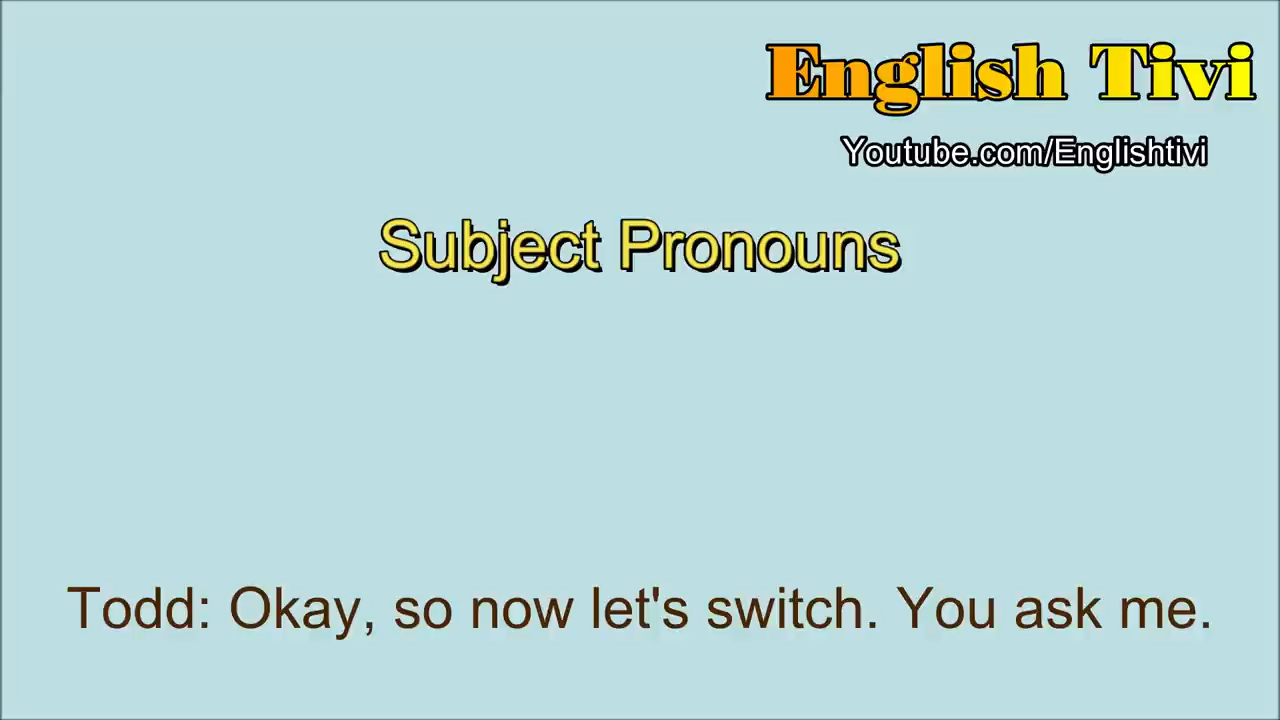 English Tivi
Youtube.com/Englishtivi
Subject Pronouns
Todd: Okay, so now let's switch. You ask me.